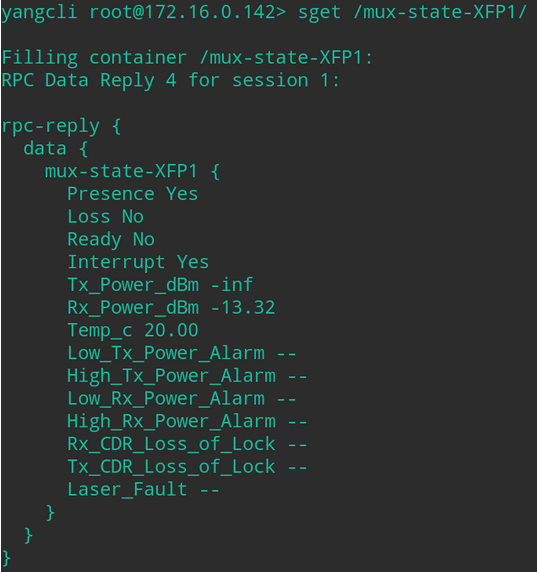 yangcli root@172.16.0.142> sget /mux-state-XFP1/
Filling container /mux-state-XFP1:
RPC Data Reply 4 for session 1:
rpc-reply {
data {
mux-state-XFP1 {
Presence Yes
Loss No
Ready No
Interrupt Yes
Tx_Power_dBm -inf
Rx_Power_dBm -13.32
Temp_c 20.00
Low_Tx_Power_Alarm --
High_Tx_Power_Alarm --
Low_Rx_Power_Alarm --
High_Rx_Power_Alarm --
Rx_CDR_Loss_of_Lock --
Tx_CDR_Loss_of_Lock --
Laser_Fault --
}
}
}